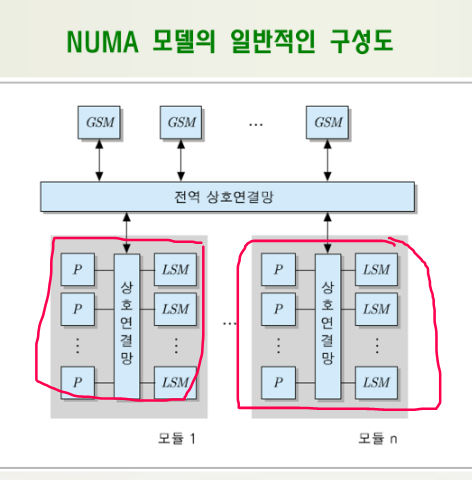 NUMA 모델의 일반적인 구성도
GSM GSM ... GSM
전역 상호연결망
P 상호연결망 LSM
P LSM
⋮ ⋮
P LSM
...
P 상호연결망 LSM
P LSM
⋮ ⋮
P LSM
모듈 1 모듈 n